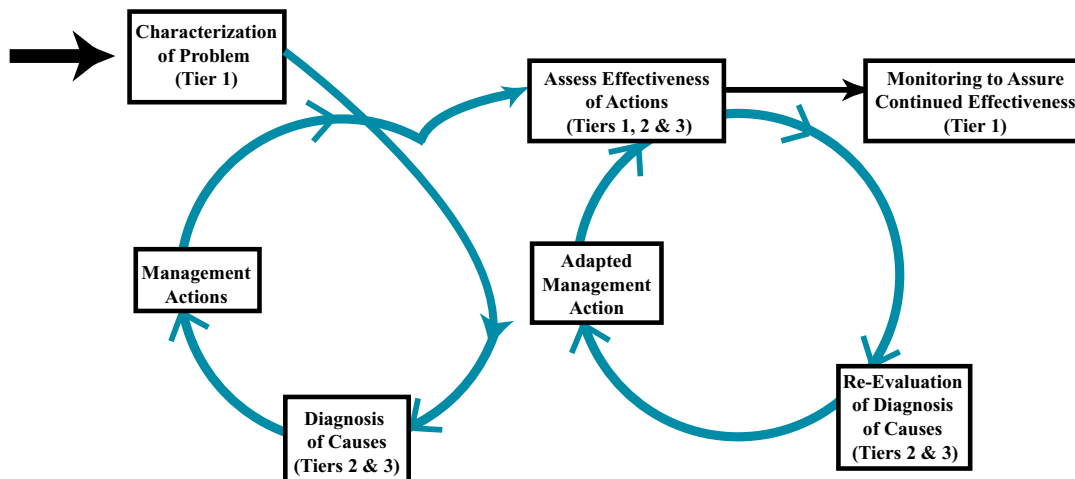 Characterization
of Problem
(Tier 1)
Assess Effectiveness
of Actions
(Tiers 1, 2 & 3)
Monitoring to Assure
Continued Effectiveness
(Tier 1)
Management
Actions
Adapted
Management
Action
Diagnosis
of Causes
(Tiers 2 & 3)
Re-Evaluation
of Diagnosis
of Causes
(Tiers 2 & 3)